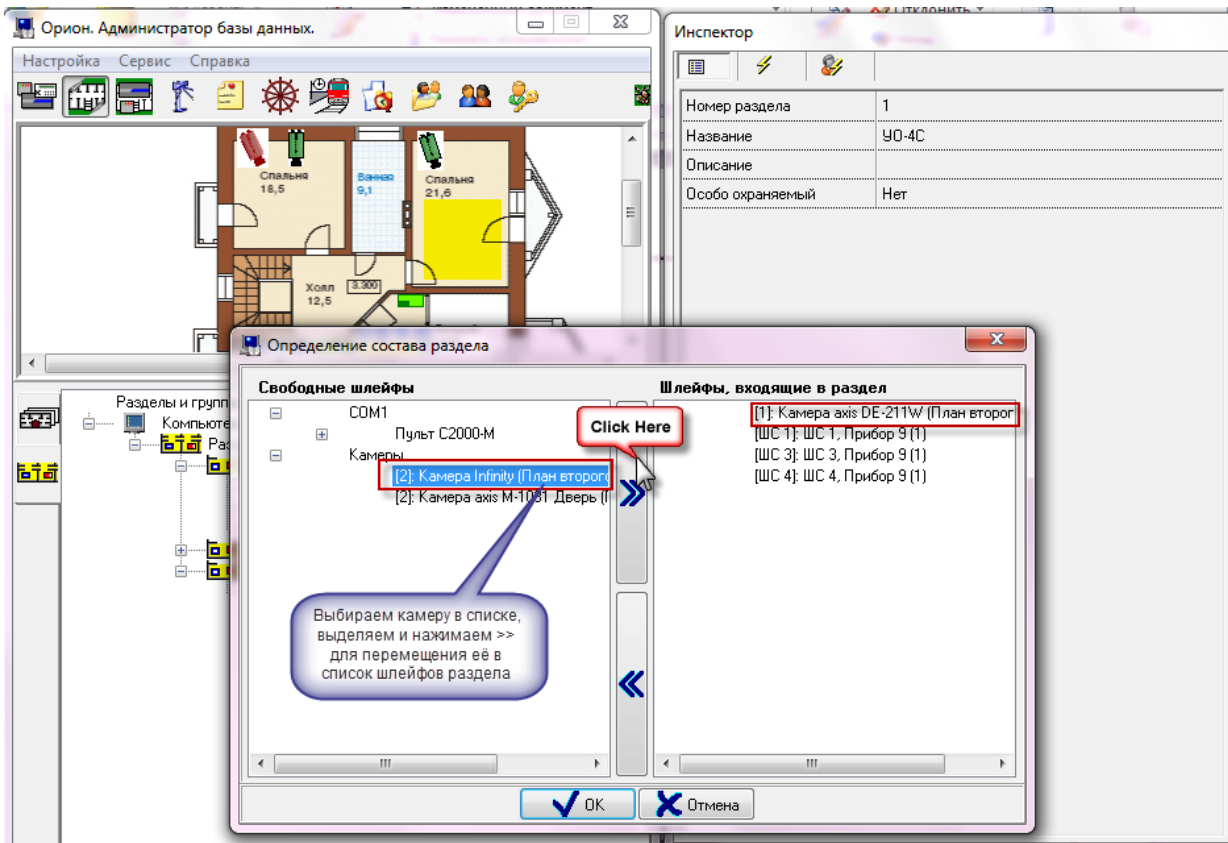 Отклонить
Орион. Администратор базы данных.
Настройка Сервис Справка
Спальня
18,5
Ванная
9,1
Спальня
21,6
Холл
12,5
3.300
Инспектор
Номер раздела 1
Название УО-4С
Описание
Особо охраняемый Нет
Разделы и групп
Компьюте
Раз
Определение состава раздела
Свободные шлейфы
COM1
Пульт С2000-М
Камеры
[2]: Камера Infinity (План второго
[2]: Камера axis M-1031 Дверь (П
Click Here
Шлейфы, входящие в раздел
[1]: Камера axis DE-211W (План второг
[ШС 1]: ШС 1, Прибор 9 (1)
[ШС 3]: ШС 3, Прибор 9 (1)
[ШС 4]: ШС 4, Прибор 9 (1)
Выбираем камеру в списке,
выделяем и нажимаем >>
для перемещения её в
список шлейфов раздела
OK
Отмена